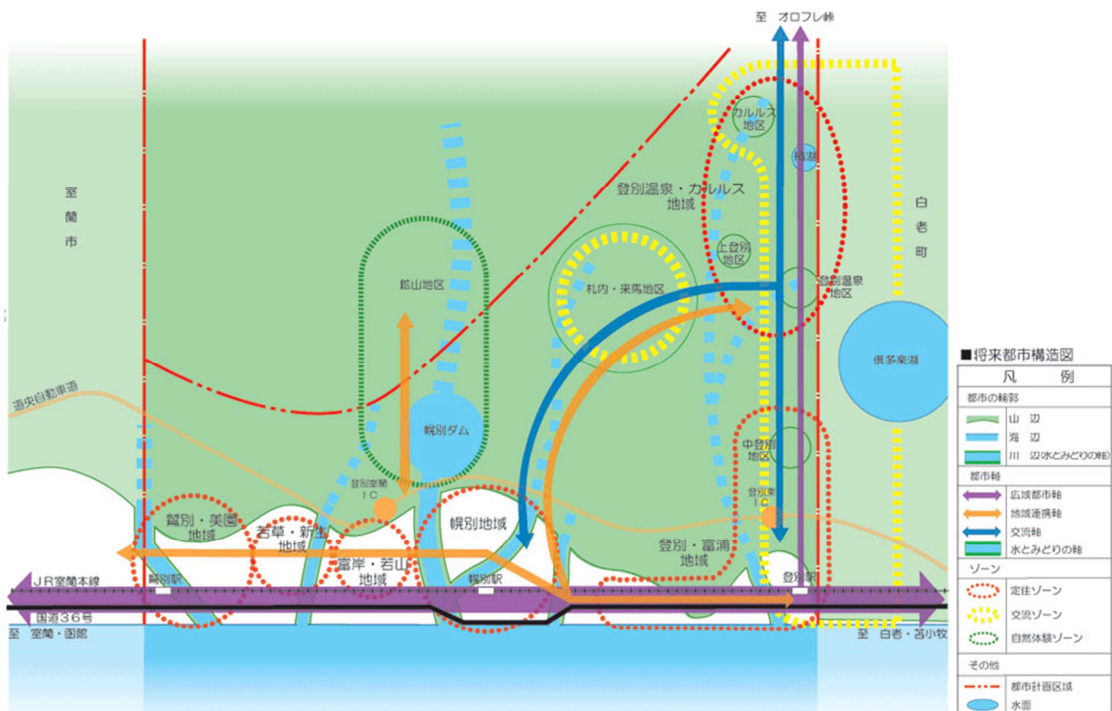 至 オロフレ峠
カルルス
地区
橘湖
登別温泉・カルルス
地域
室蘭市
白老町
上登別
地区
鉱山地区
札内・来馬地区
登別温泉
地区
倶多楽湖
道央自動車道
幌別ダム
中登別
地区
登別室蘭
IC
登別東
IC
鷲別・美園
地域
若草・新生
地域
富岸・若山
地域
幌別地域
登別・富浦
地域
JR室蘭本線
鷲別駅
幌別駅
登別駅
国道36号
至 室蘭・函館
至 白老・苫小牧
■将来都市構造図
凡 例
都市の輪郭
山 辺
海 辺
川 辺(水とみどりの軸)
都市軸
広域都市軸
地域連携軸
交流軸
水とみどりの軸
ゾーン
定住ゾーン
交流ゾーン
自然体験ゾーン
その他
都市計画区域
水面